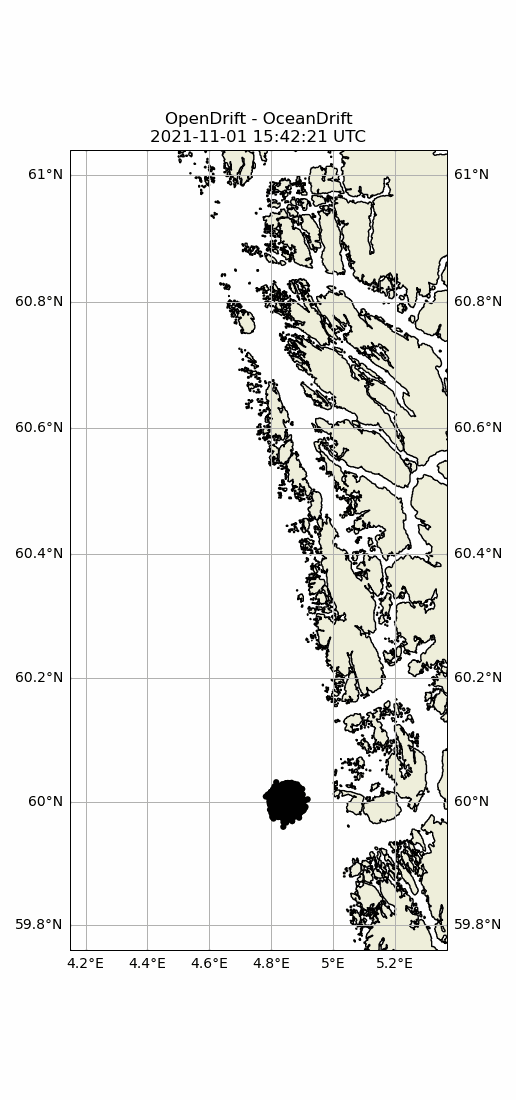 OpenDrift - OceanDrift
2021-11-01 15:42:21 UTC
61°N 61°N
60.8°N 60.8°N
60.6°N 60.6°N
60.4°N 60.4°N
60.2°N 60.2°N
60°N 60°N
59.8°N 59.8°N
4.2°E 4.4°E 4.6°E 4.8°E 5°E 5.2°E